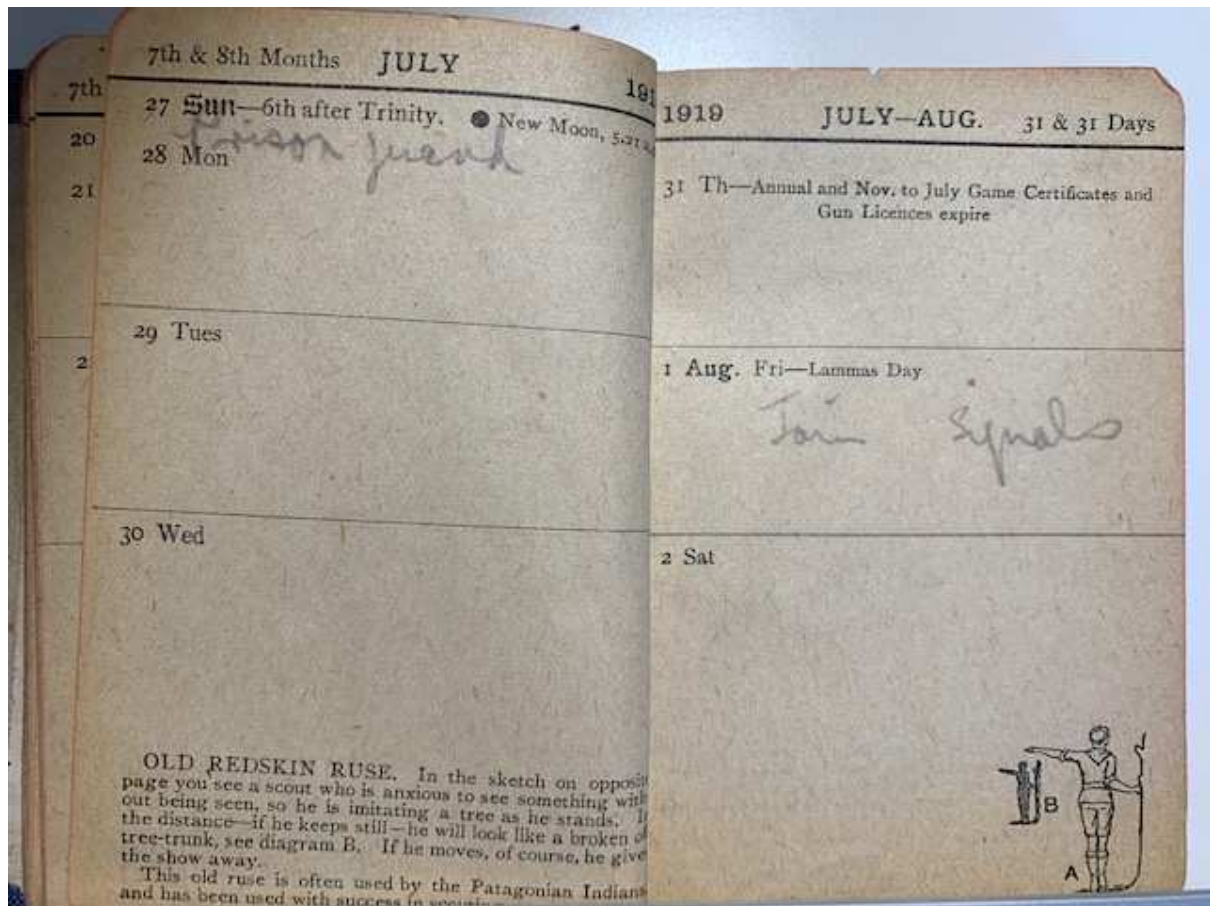 7th
20
21
2
7th & 8th Months JULY 191
27 Sun—6th after Trinity. ● New Moon, 5.21
Prison guard
28 Mon
29 Tues
30 Wed
OLD REDSKIN RUSE. In the sketch on opposit
page you see a scout who is anxious to see something with
out being seen, so he is imitating a tree as he stands. I
the distance—if he keeps still—he will look like a broken o
tree-trunk, see diagram B. If he moves, of course, he give
the show away.
This old ruse is often used by the Patagonian Indians
and has been used with success in
1919 JULY—AUG. 31 & 31 Days
31 Th—Annual and Nov. to July Game Certificates and
Gun Licences expire
1 Aug. Fri—Lammas Day
Join Signals
2 Sat
B
A